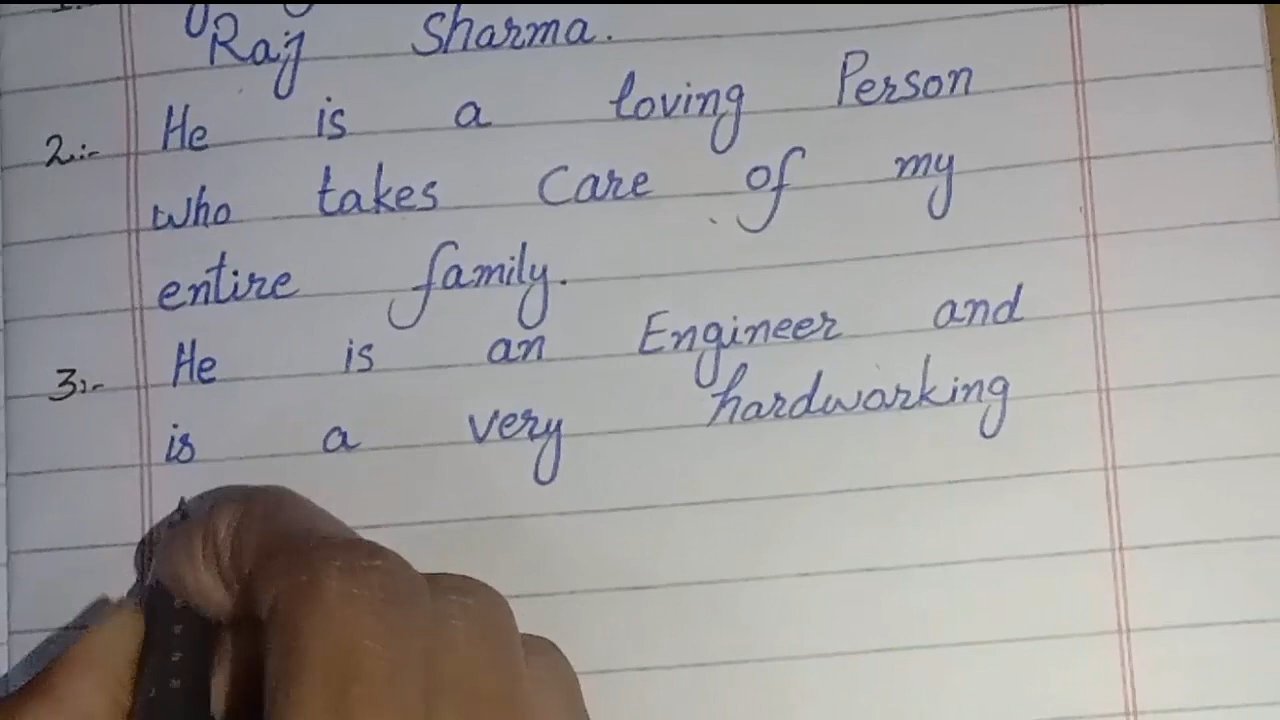 Raj Sharma.
2:- He is a loving Person
who takes Care of my
entire family.
3:- He is an Engineer and
is a very hardwarking